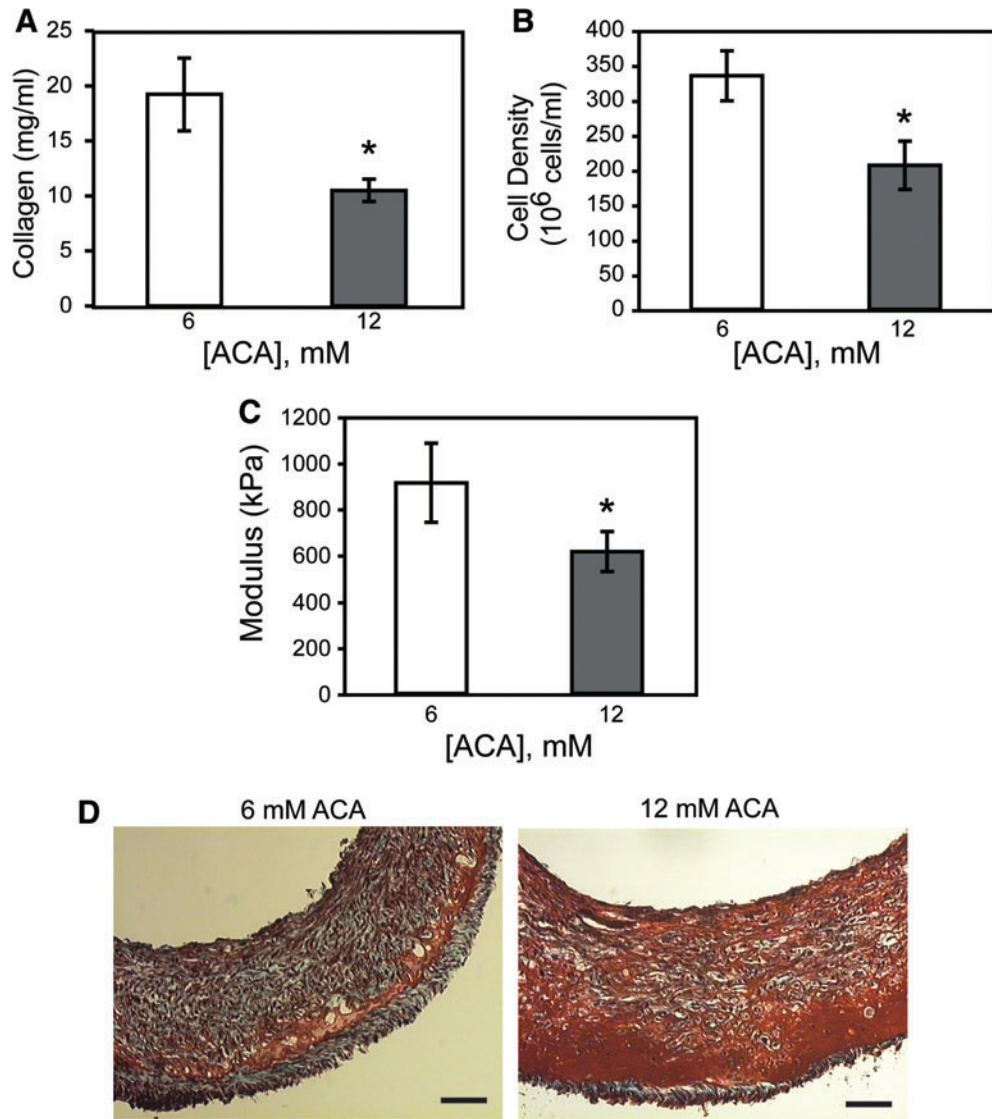 A
25
20
15
10
5
0
Collagen (mg/ml)
*
6 12
[ACA], mM
B
400
350
300
250
200
150
100
50
0
Cell Density
(10⁶ cells/ml)
*
6 12
[ACA], mM
C
1200
1000
800
600
400
200
0
Modulus (kPa)
*
6 12
[ACA], mM
D
6 mM ACA
12 mM ACA